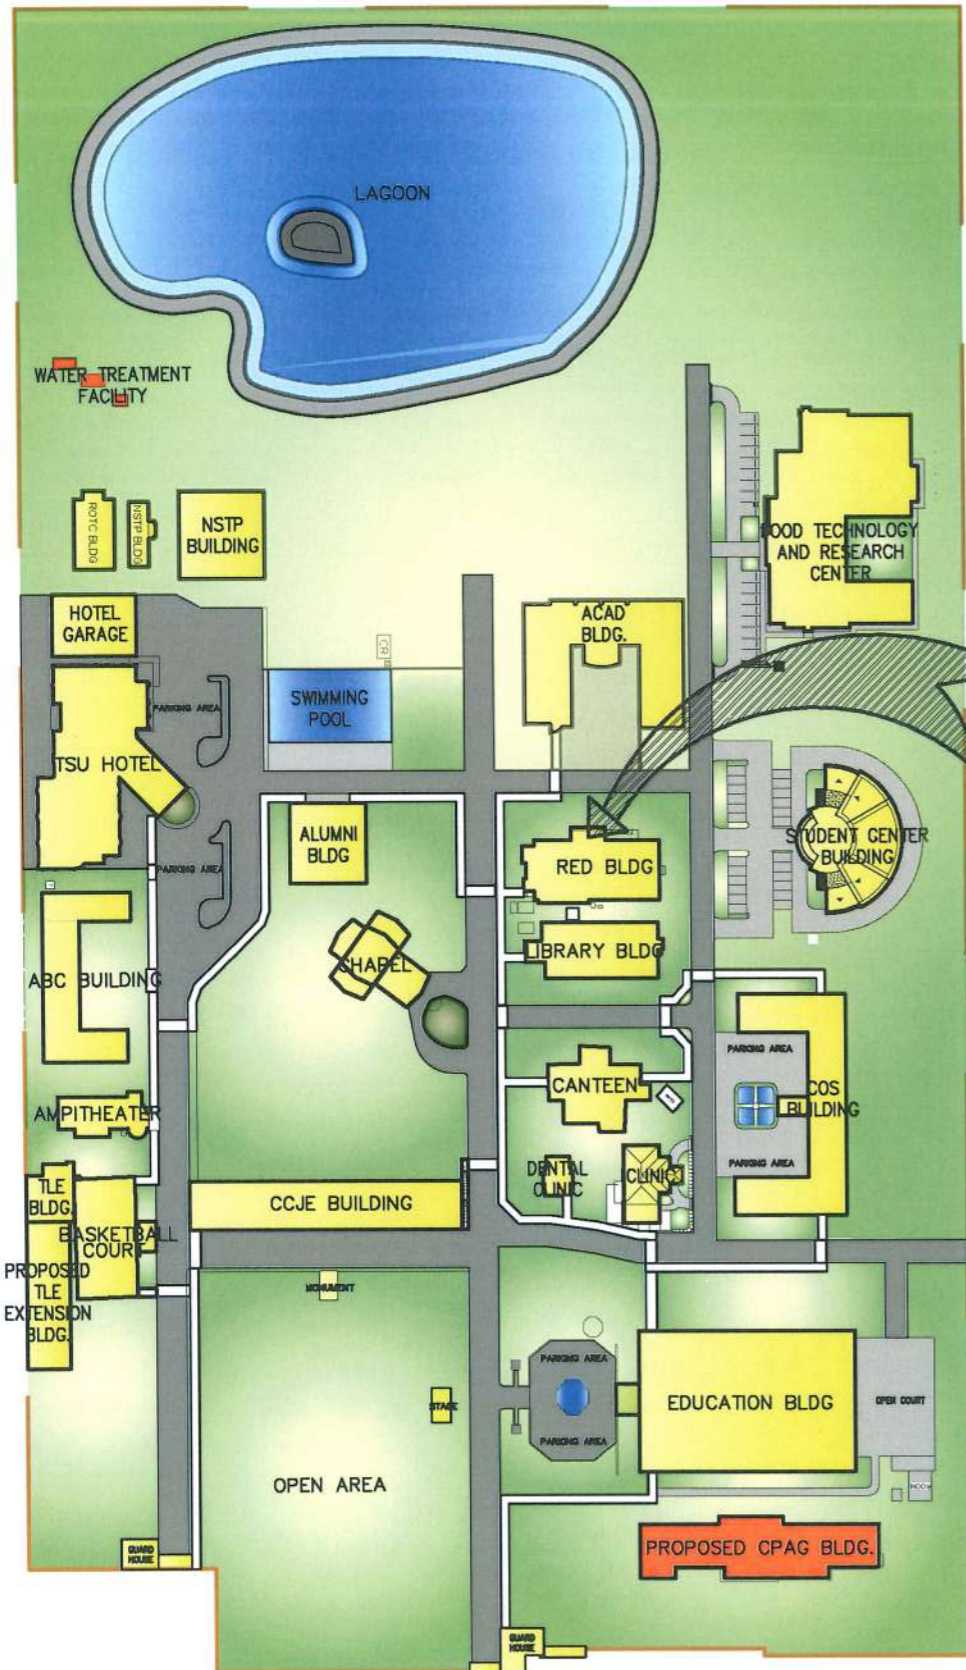 LAGOON
WATER TREATMENT
FACILITY
ROTC BLDG
NSTP BLDG
NSTP
BUILDING
FOOD TECHNOLOGY
AND RESEARCH
CENTER
HOTEL
GARAGE
ACAD
BLDG.
CR
SWIMMING
POOL
PARKING AREA
TSU HOTEL
ALUMNI
BLDG
STUDENT CENTER
BUILDING
PARKING AREA
RED BLDG
LIBRARY BLDG
CHAPEL
ABC BUILDING
PARKING AREA
CANTEEN
COS
BUILDING
AMPITHEATER
PARKING AREA
DENTAL
CLINIC
CLINIC
TLE
BLDG.
CCJE BUILDING
BASKETBALL
COURT
PROPOSED
TLE
EXTENSION
BLDG.
MONUMENT
PARKING AREA
EDUCATION BLDG
OPEN COURT
STAGE
PARKING AREA
OPEN AREA
ROOM
GUARD
HOUSE
PROPOSED CPAG BLDG.
GUARD
HOUSE